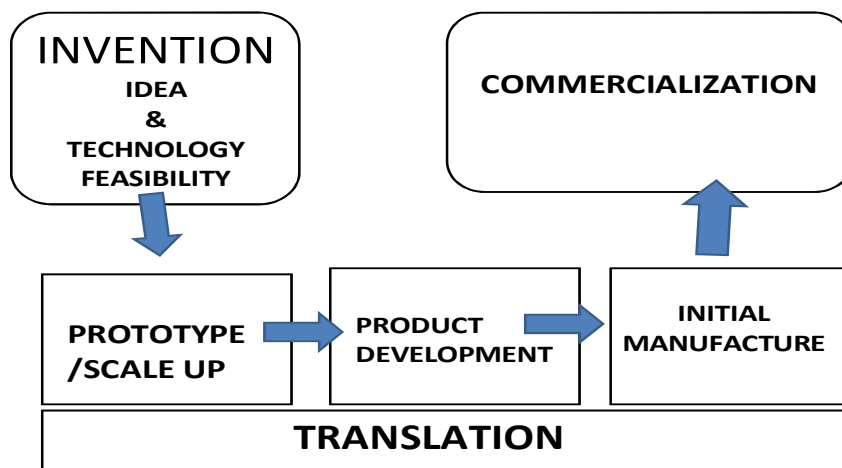 INVENTION
IDEA
&
TECHNOLOGY
FEASIBILITY
COMMERCIALIZATION
PROTOTYPE
/SCALE UP
PRODUCT
DEVELOPMENT
INITIAL
MANUFACTURE
TRANSLATION